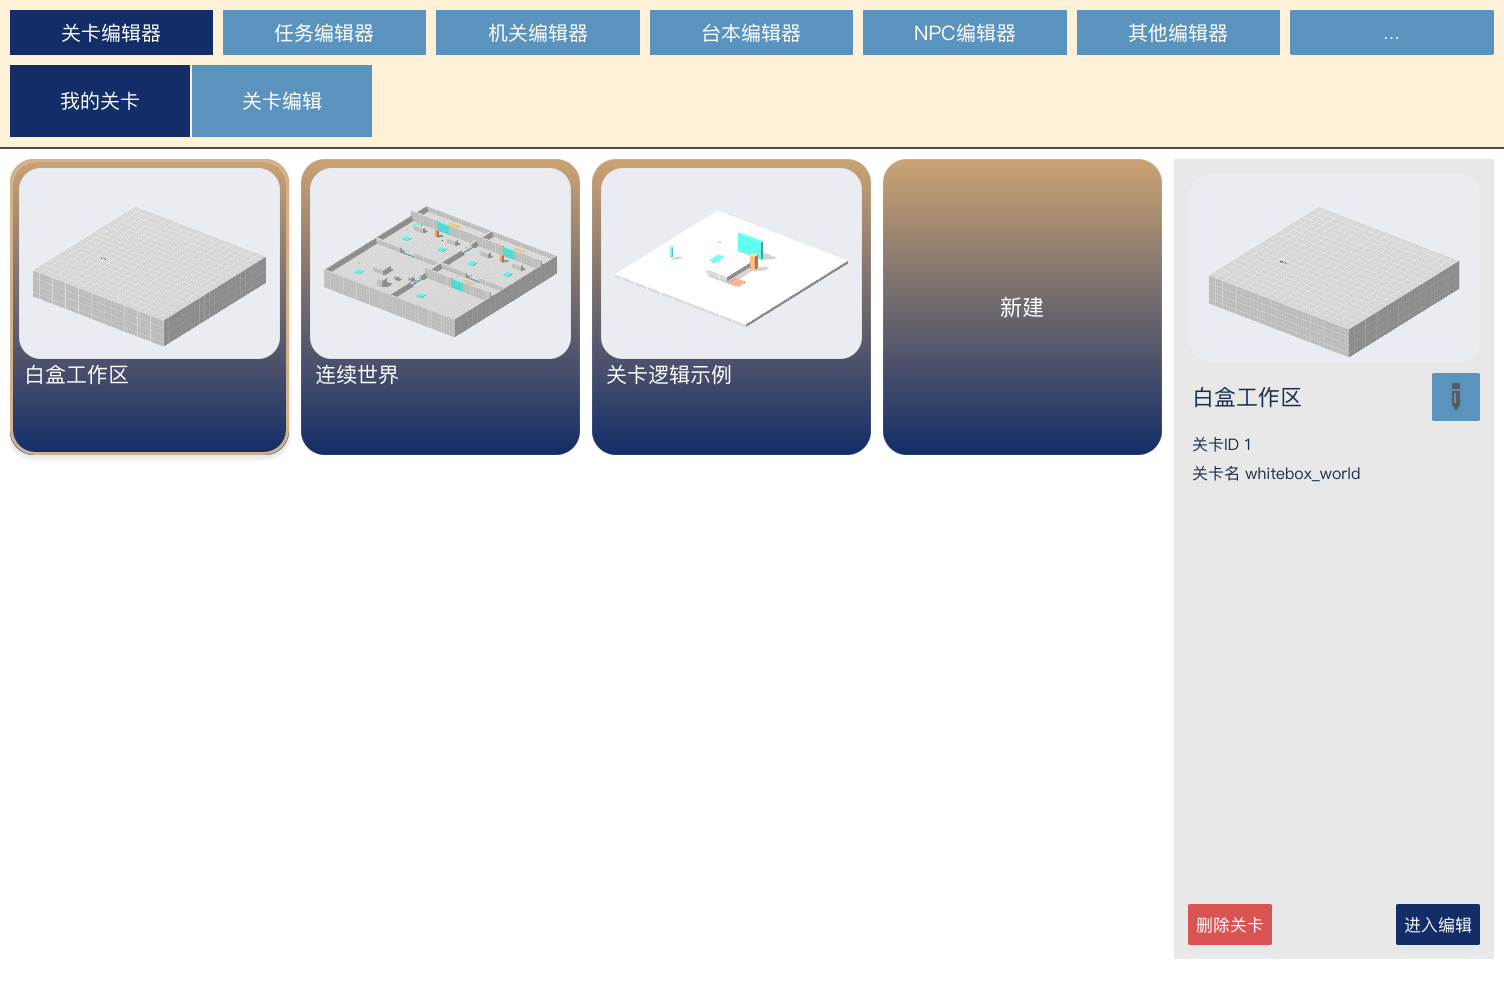 关卡编辑器
任务编辑器
机关编辑器
台本编辑器
NPC编辑器
其他编辑器
...
我的关卡
关卡编辑
白盒工作区
连续世界
关卡逻辑示例
新建
白盒工作区
关卡ID 1
关卡名 whitebox_world
删除关卡
进入编辑